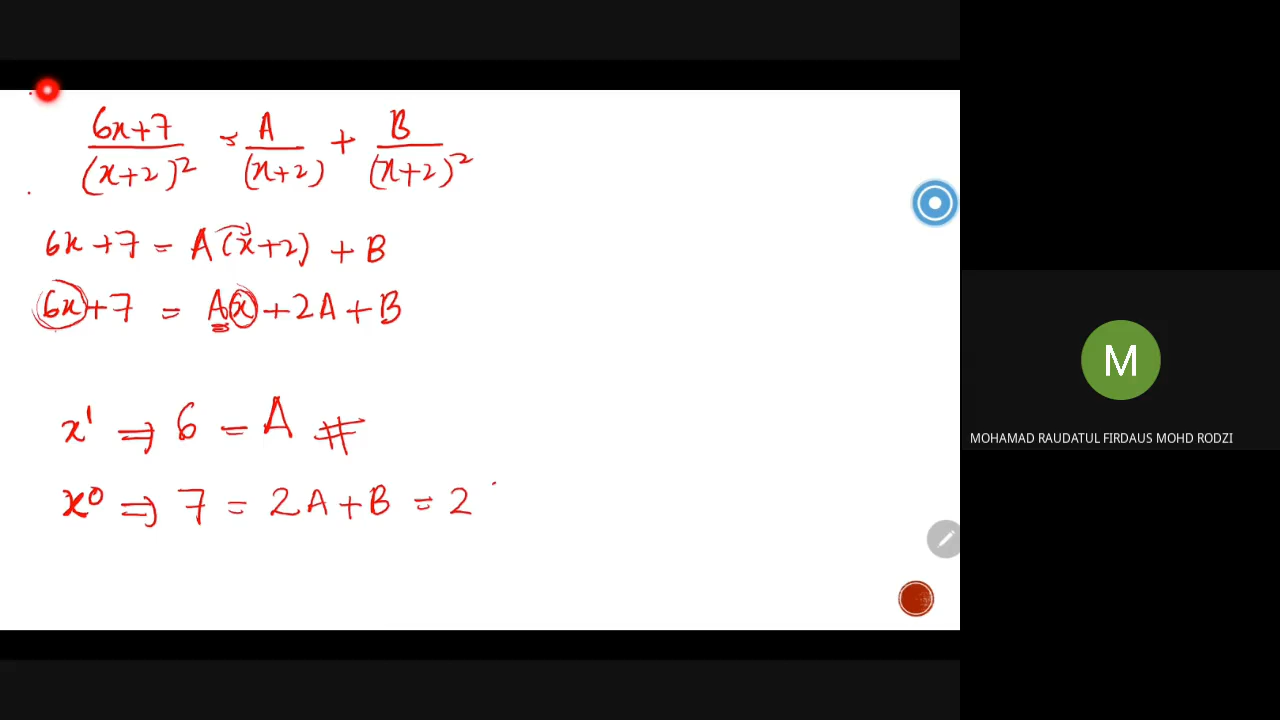 6x+7/(x+2)² = A/(x+2) + B/(x+2)²
6x+7 = A(x+2) + B
6x+7 = Ax+2A+B
x¹ ⇒ 6 = A #
x⁰ ⇒ 7 = 2A+B = 2
M
MOHAMAD RAUDATUL FIRDAUS MOHD RODZI